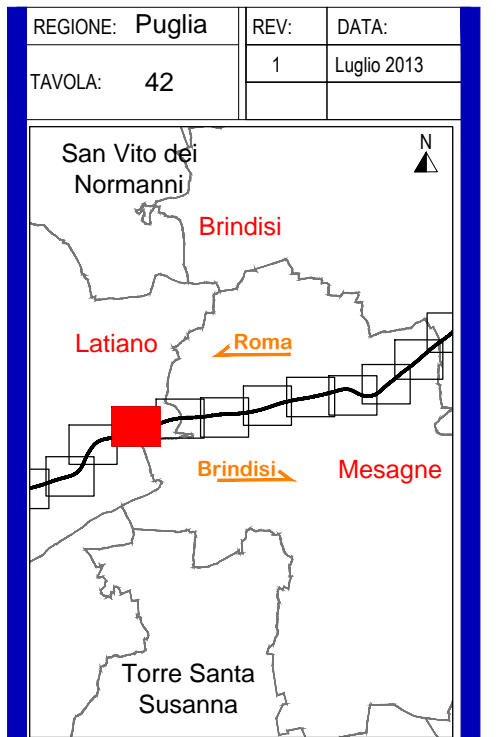 REGIONE: Puglia
REV:
DATA:
TAVOLA: 42
1
Luglio 2013
N
San Vito dei
Normanni
Brindisi
Latiano
Roma
Brindisi
Mesagne
Torre Santa
Susanna